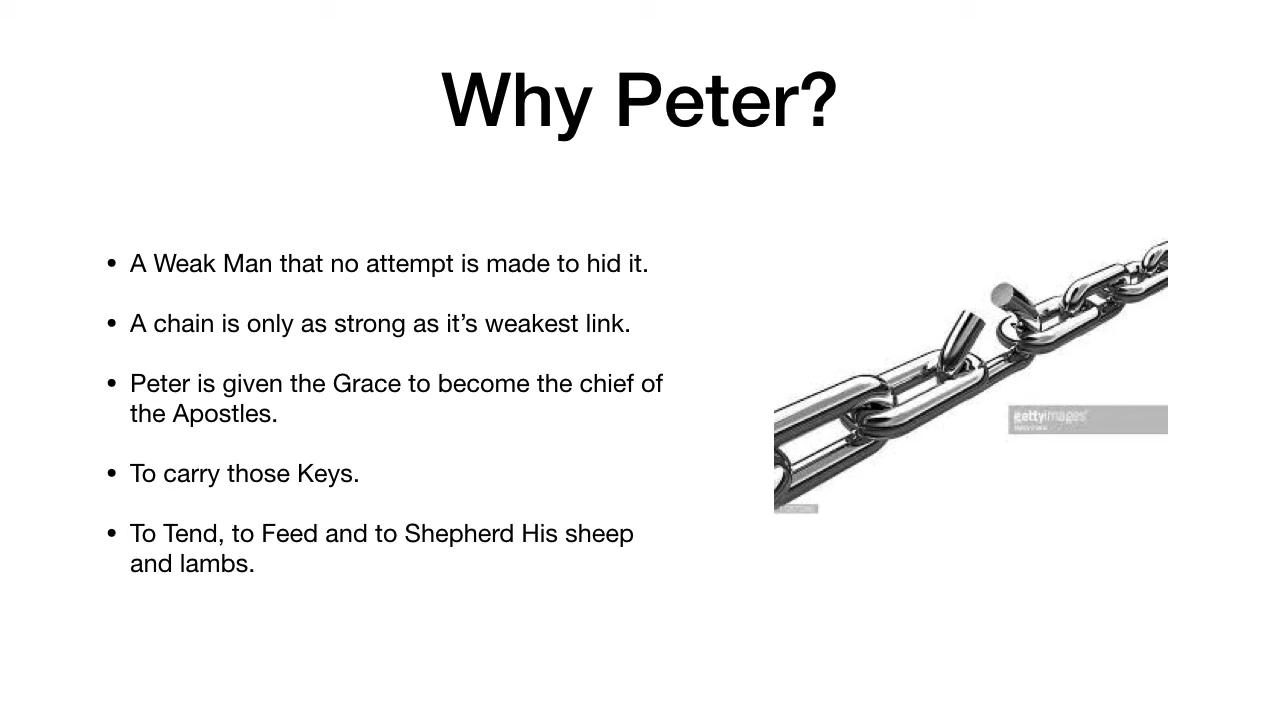 Why Peter?
• A Weak Man that no attempt is made to hid it.
• A chain is only as strong as it’s weakest link.
• Peter is given the Grace to become the chief of
the Apostles.
• To carry those Keys.
• To Tend, to Feed and to Shepherd His sheep
and lambs.
gettyimages®